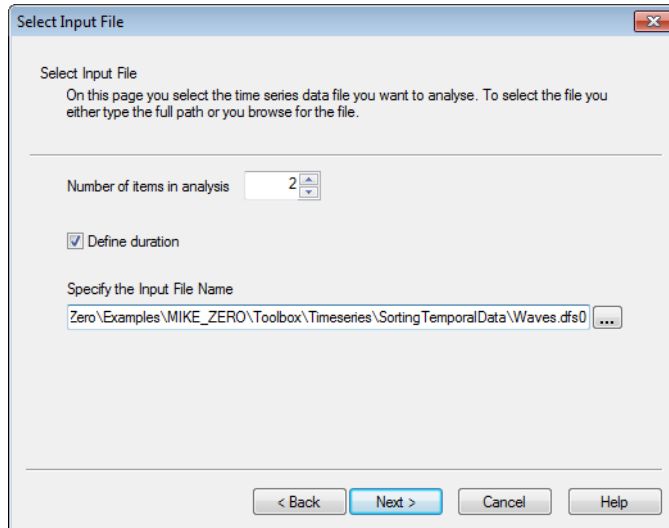 Select Input File
Select Input File
On this page you select the time series data file you want to analyse. To select the file you
either type the full path or you browse for the file.
Number of items in analysis 2
Define duration
Specify the Input File Name
Zero\Examples\MIKE_ZERO\Toolbox\Timeseries\SortingTemporalData\Waves.dfs0 ...
< Back Next > Cancel Help